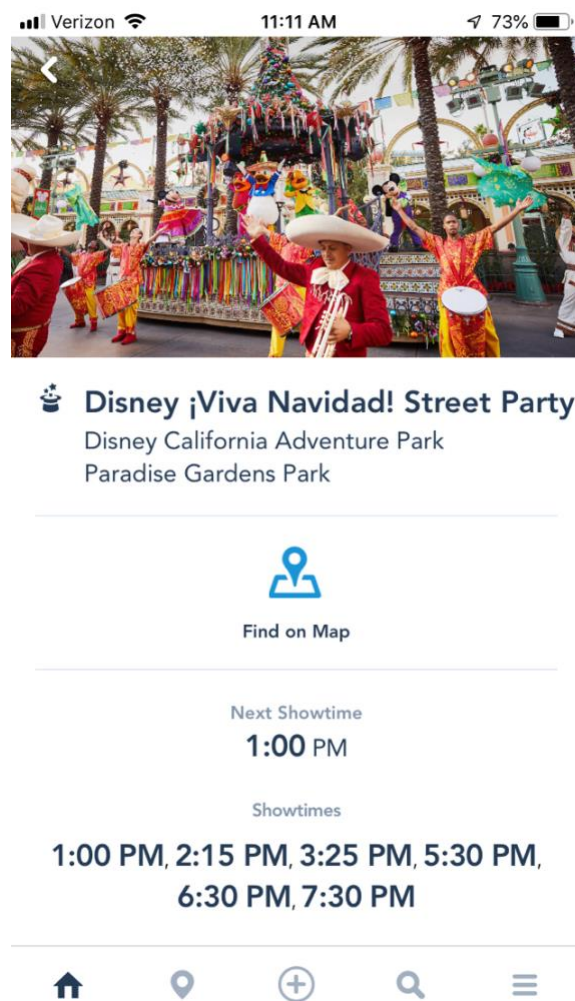 Verizon 11:11 AM 73%
Disney ¡Viva Navidad! Street Party
Disney California Adventure Park
Paradise Gardens Park
Find on Map
Next Showtime
1:00 PM
Showtimes
1:00 PM, 2:15 PM, 3:25 PM, 5:30 PM,
6:30 PM, 7:30 PM